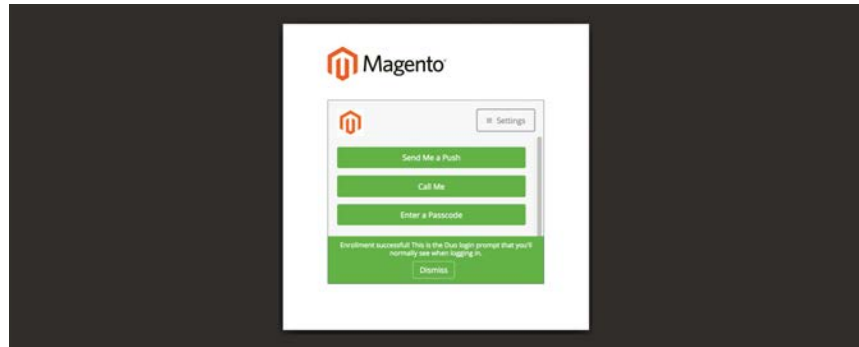 Magento
≡ Settings
Send Me a Push
Call Me
Enter a Passcode
Enrollment successful! This is the Duo login prompt that you'll
normally see when logging in.
Dismiss